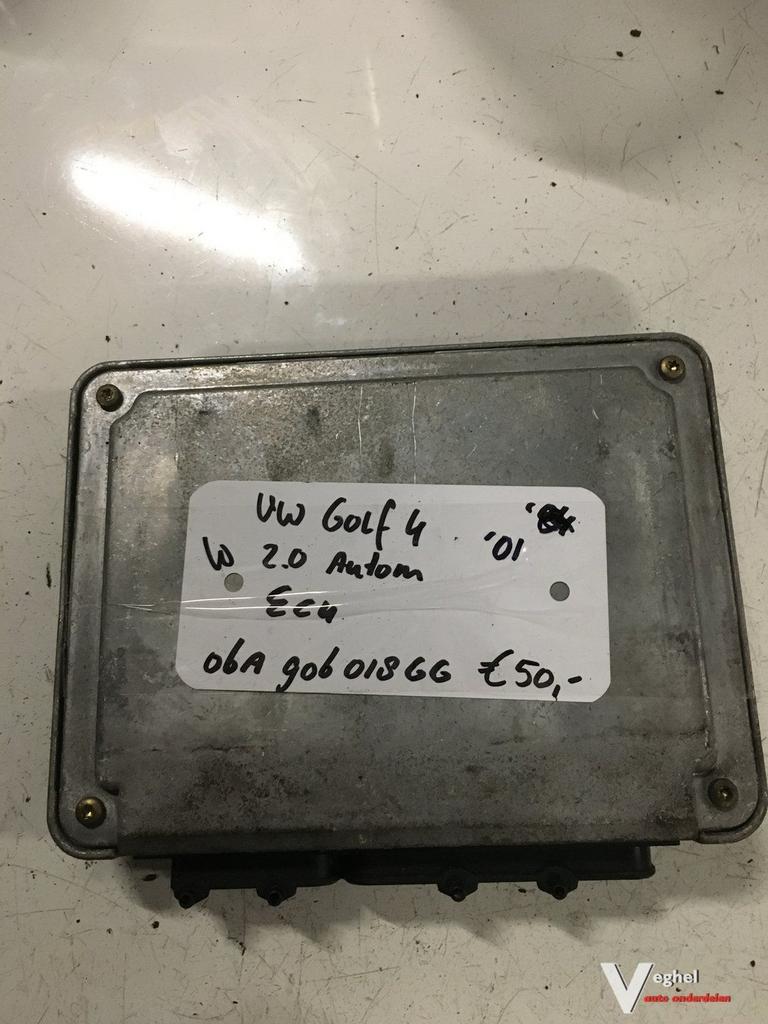 VW Golf 4
W 2.0 Autom '01
ECU
06A 906 018 GG €50,-
Veghel
auto onderdelen